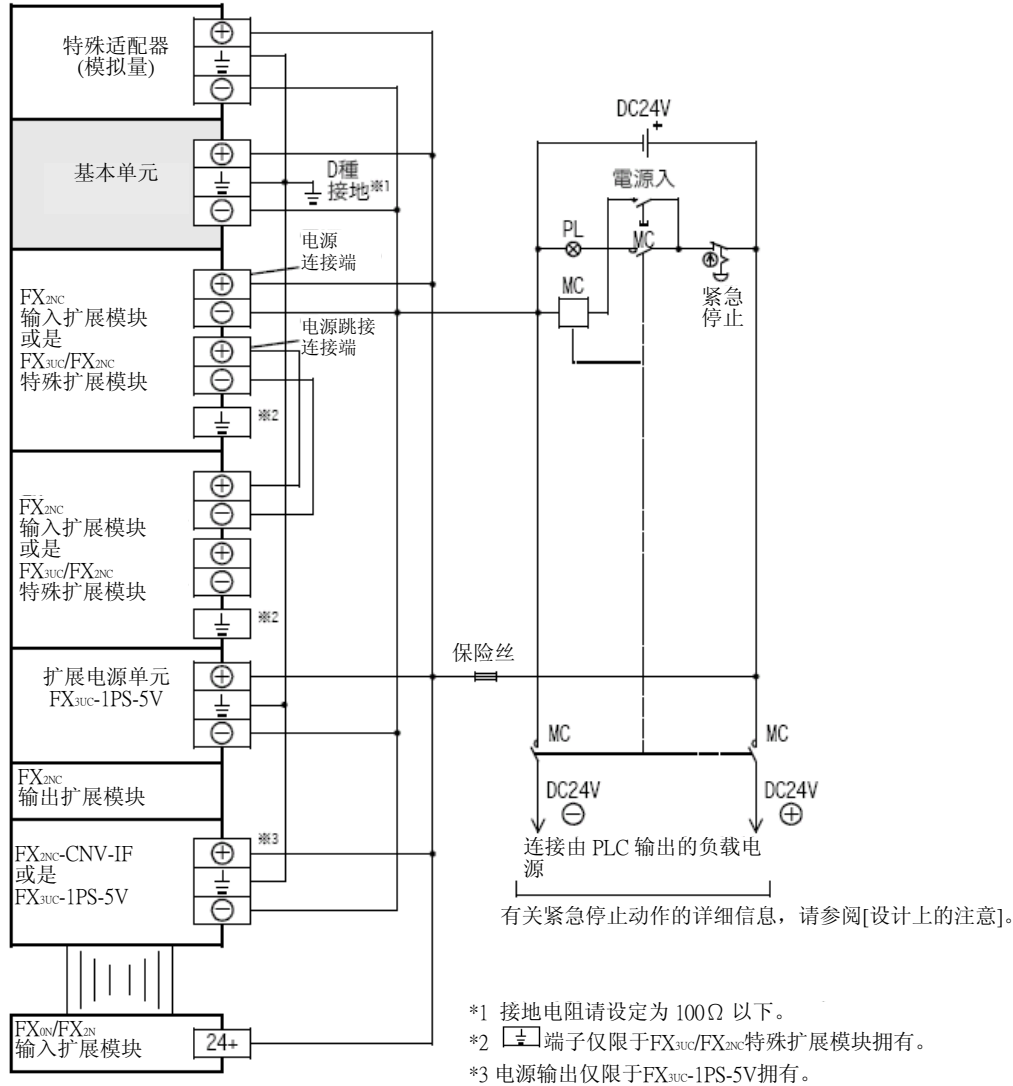 特殊适配器
(模拟量)
基本单元
D種
接地※1
电源
连接端
FX2NC
输入扩展模块
或是
FX3UC/FX2NC
特殊扩展模块
电源跳接
连接端
※2
FX2NC
输入扩展模块
或是
FX3UC/FX2NC
特殊扩展模块
※2
扩展电源单元
FX3UC-1PS-5V
FX2NC
输出扩展模块
FX2NC-CNV-IF
或是
FX3UC-1PS-5V
※3
FX0N/FX2N
输入扩展模块
24+
DC24V
+
電源入
PL
MC
MC
紧急
停止
保险丝
MC
MC
DC24V
DC24V
连接由 PLC 输出的负载电
源
有关紧急停止动作的详细信息，请参阅[设计上的注意]。
*1 接地电阻请设定为 100Ω 以下。
*2 端子仅限于FX3UC/FX2NC特殊扩展模块拥有。
*3 电源输出仅限于FX3UC-1PS-5V拥有。